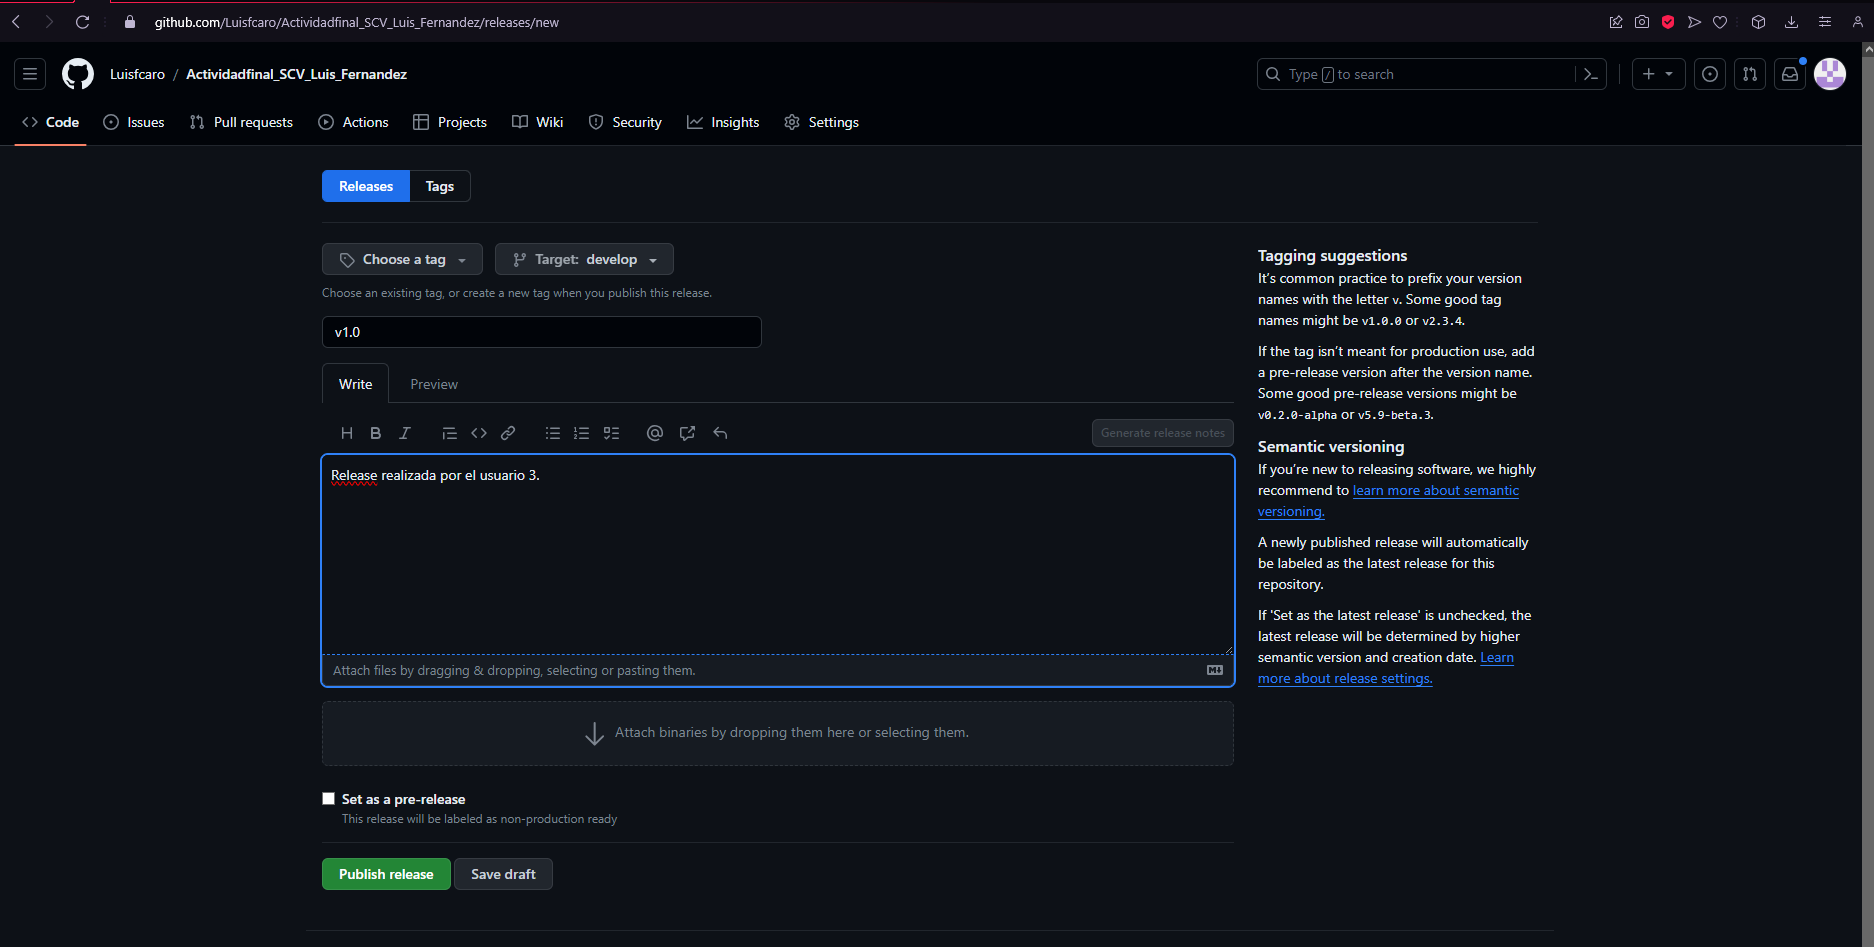 github.com/Luisfcaro/Actividadfinal_SCV_Luis_Fernandez/releases/new
Luisfcaro / Actividadfinal_SCV_Luis_Fernandez
Type / to search
Code Issues Pull requests Actions Projects Wiki Security Insights Settings
Releases Tags
Choose a tag Target: develop
Choose an existing tag, or create a new tag when you publish this release.
v1.0
Write Preview
Generate release notes
Release realizada por el usuario 3.
Attach files by dragging & dropping, selecting or pasting them.
Attach binaries by dropping them here or selecting them.
Set as a pre-release
This release will be labeled as non-production ready
Publish release Save draft
Tagging suggestions
It's common practice to prefix your version
names with the letter v. Some good tag
names might be v1.0.0 or v2.3.4.
If the tag isn't meant for production use, add
a pre-release version after the version name.
Some good pre-release versions might be
v0.2.0-alpha or v5.9-beta.3.
Semantic versioning
If you're new to releasing software, we highly
recommend to learn more about semantic
versioning.
A newly published release will automatically
be labeled as the latest release for this
repository.
If 'Set as the latest release' is unchecked, the
latest release will be determined by higher
semantic version and creation date. Learn
more about release settings.